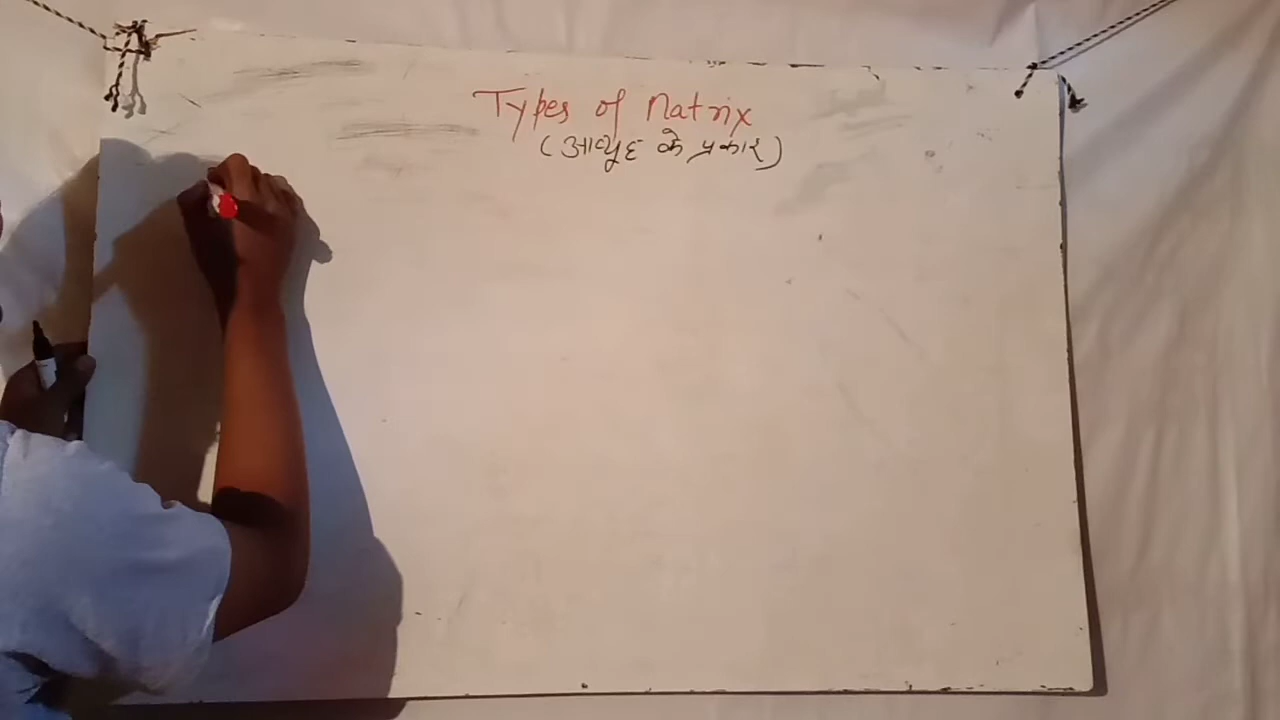 Types of Matrix
(आव्यूह के प्रकार)